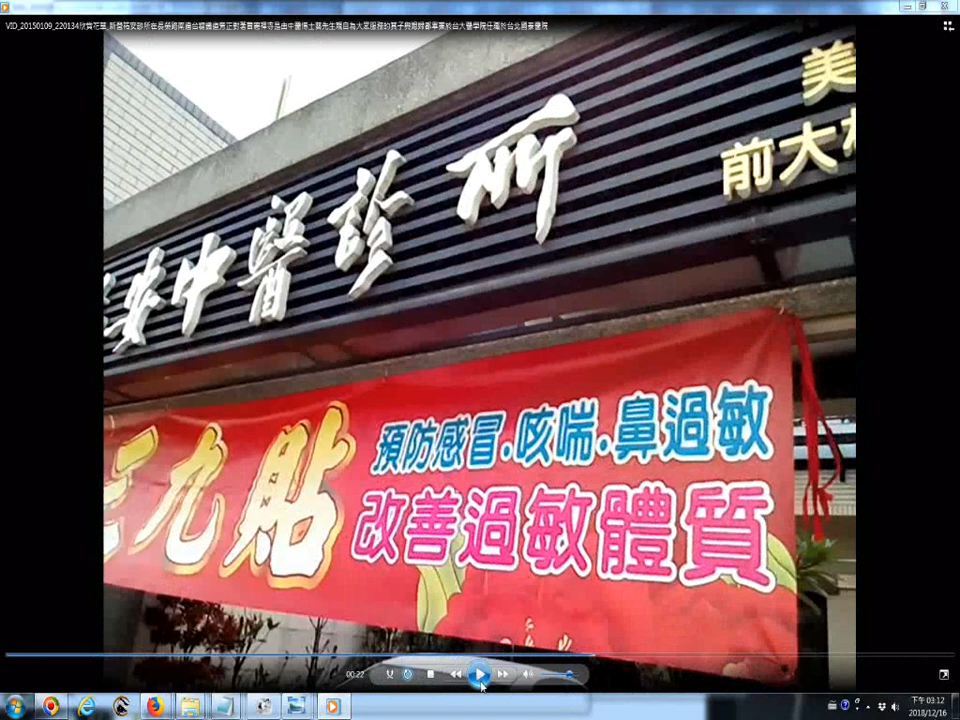 美
前大
安中醫診所
三九貼
預防感冒.咳喘.鼻過敏
改善過敏體質
00:22
下午 03:12
2018/12/16